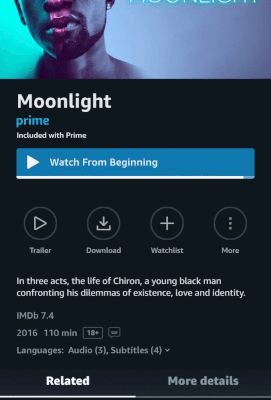 MOONLIGHT
Moonlight
prime
Included with Prime
Watch From Beginning
Trailer Download Watchlist More
In three acts, the life of Chiron, a young black man
confronting his dilemmas of existence, love and identity.
IMDb 7.4
2016 110 min 18+
Languages: Audio (3), Subtitles (4)
Related More details